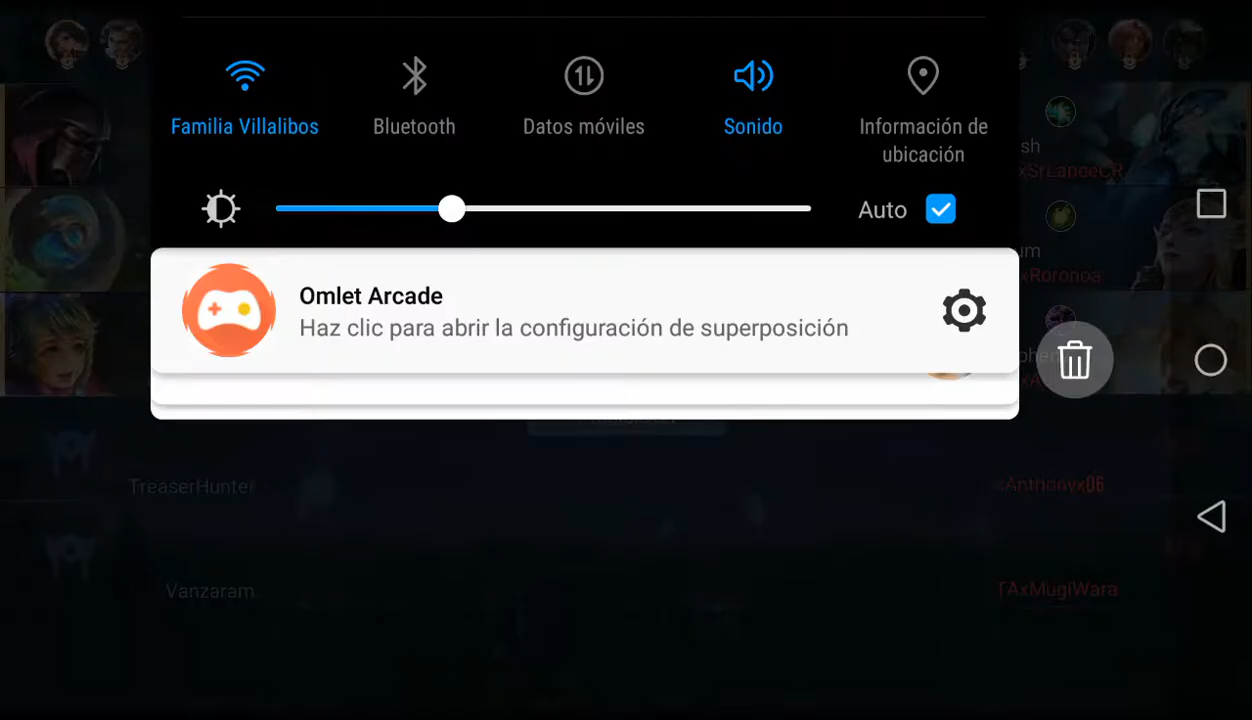 Familia Villalibos
Bluetooth
Datos móviles
Sonido
Información de
ubicación
Auto
Omlet Arcade
Haz clic para abrir la configuración de superposición
TreaserHunter
Vanzaram
TAxMugiWara